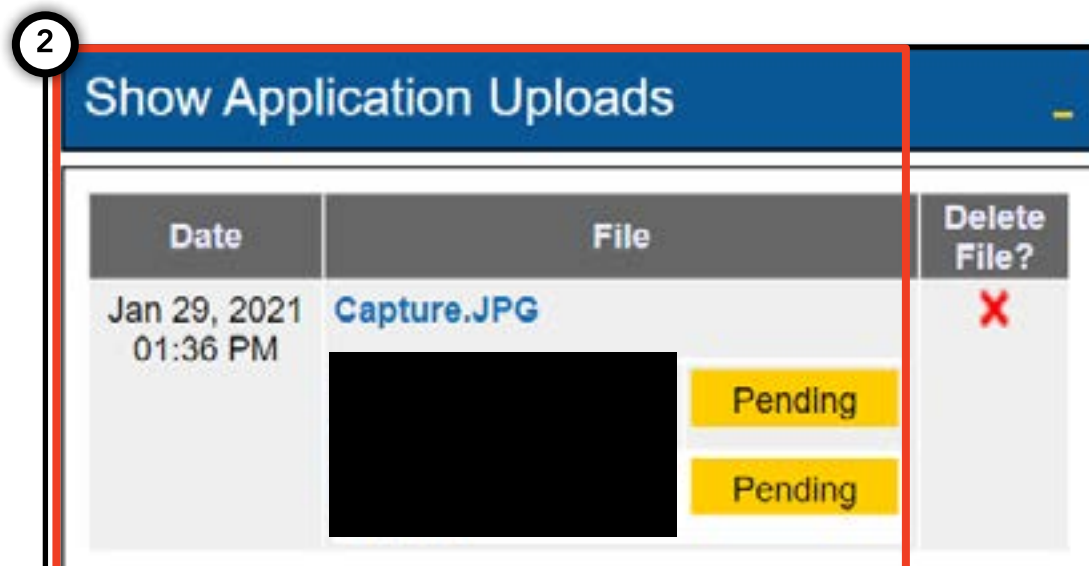 2
Show Application Uploads
Date File Delete File?
Jan 29, 2021 Capture.JPG X
01:36 PM
Pending
Pending